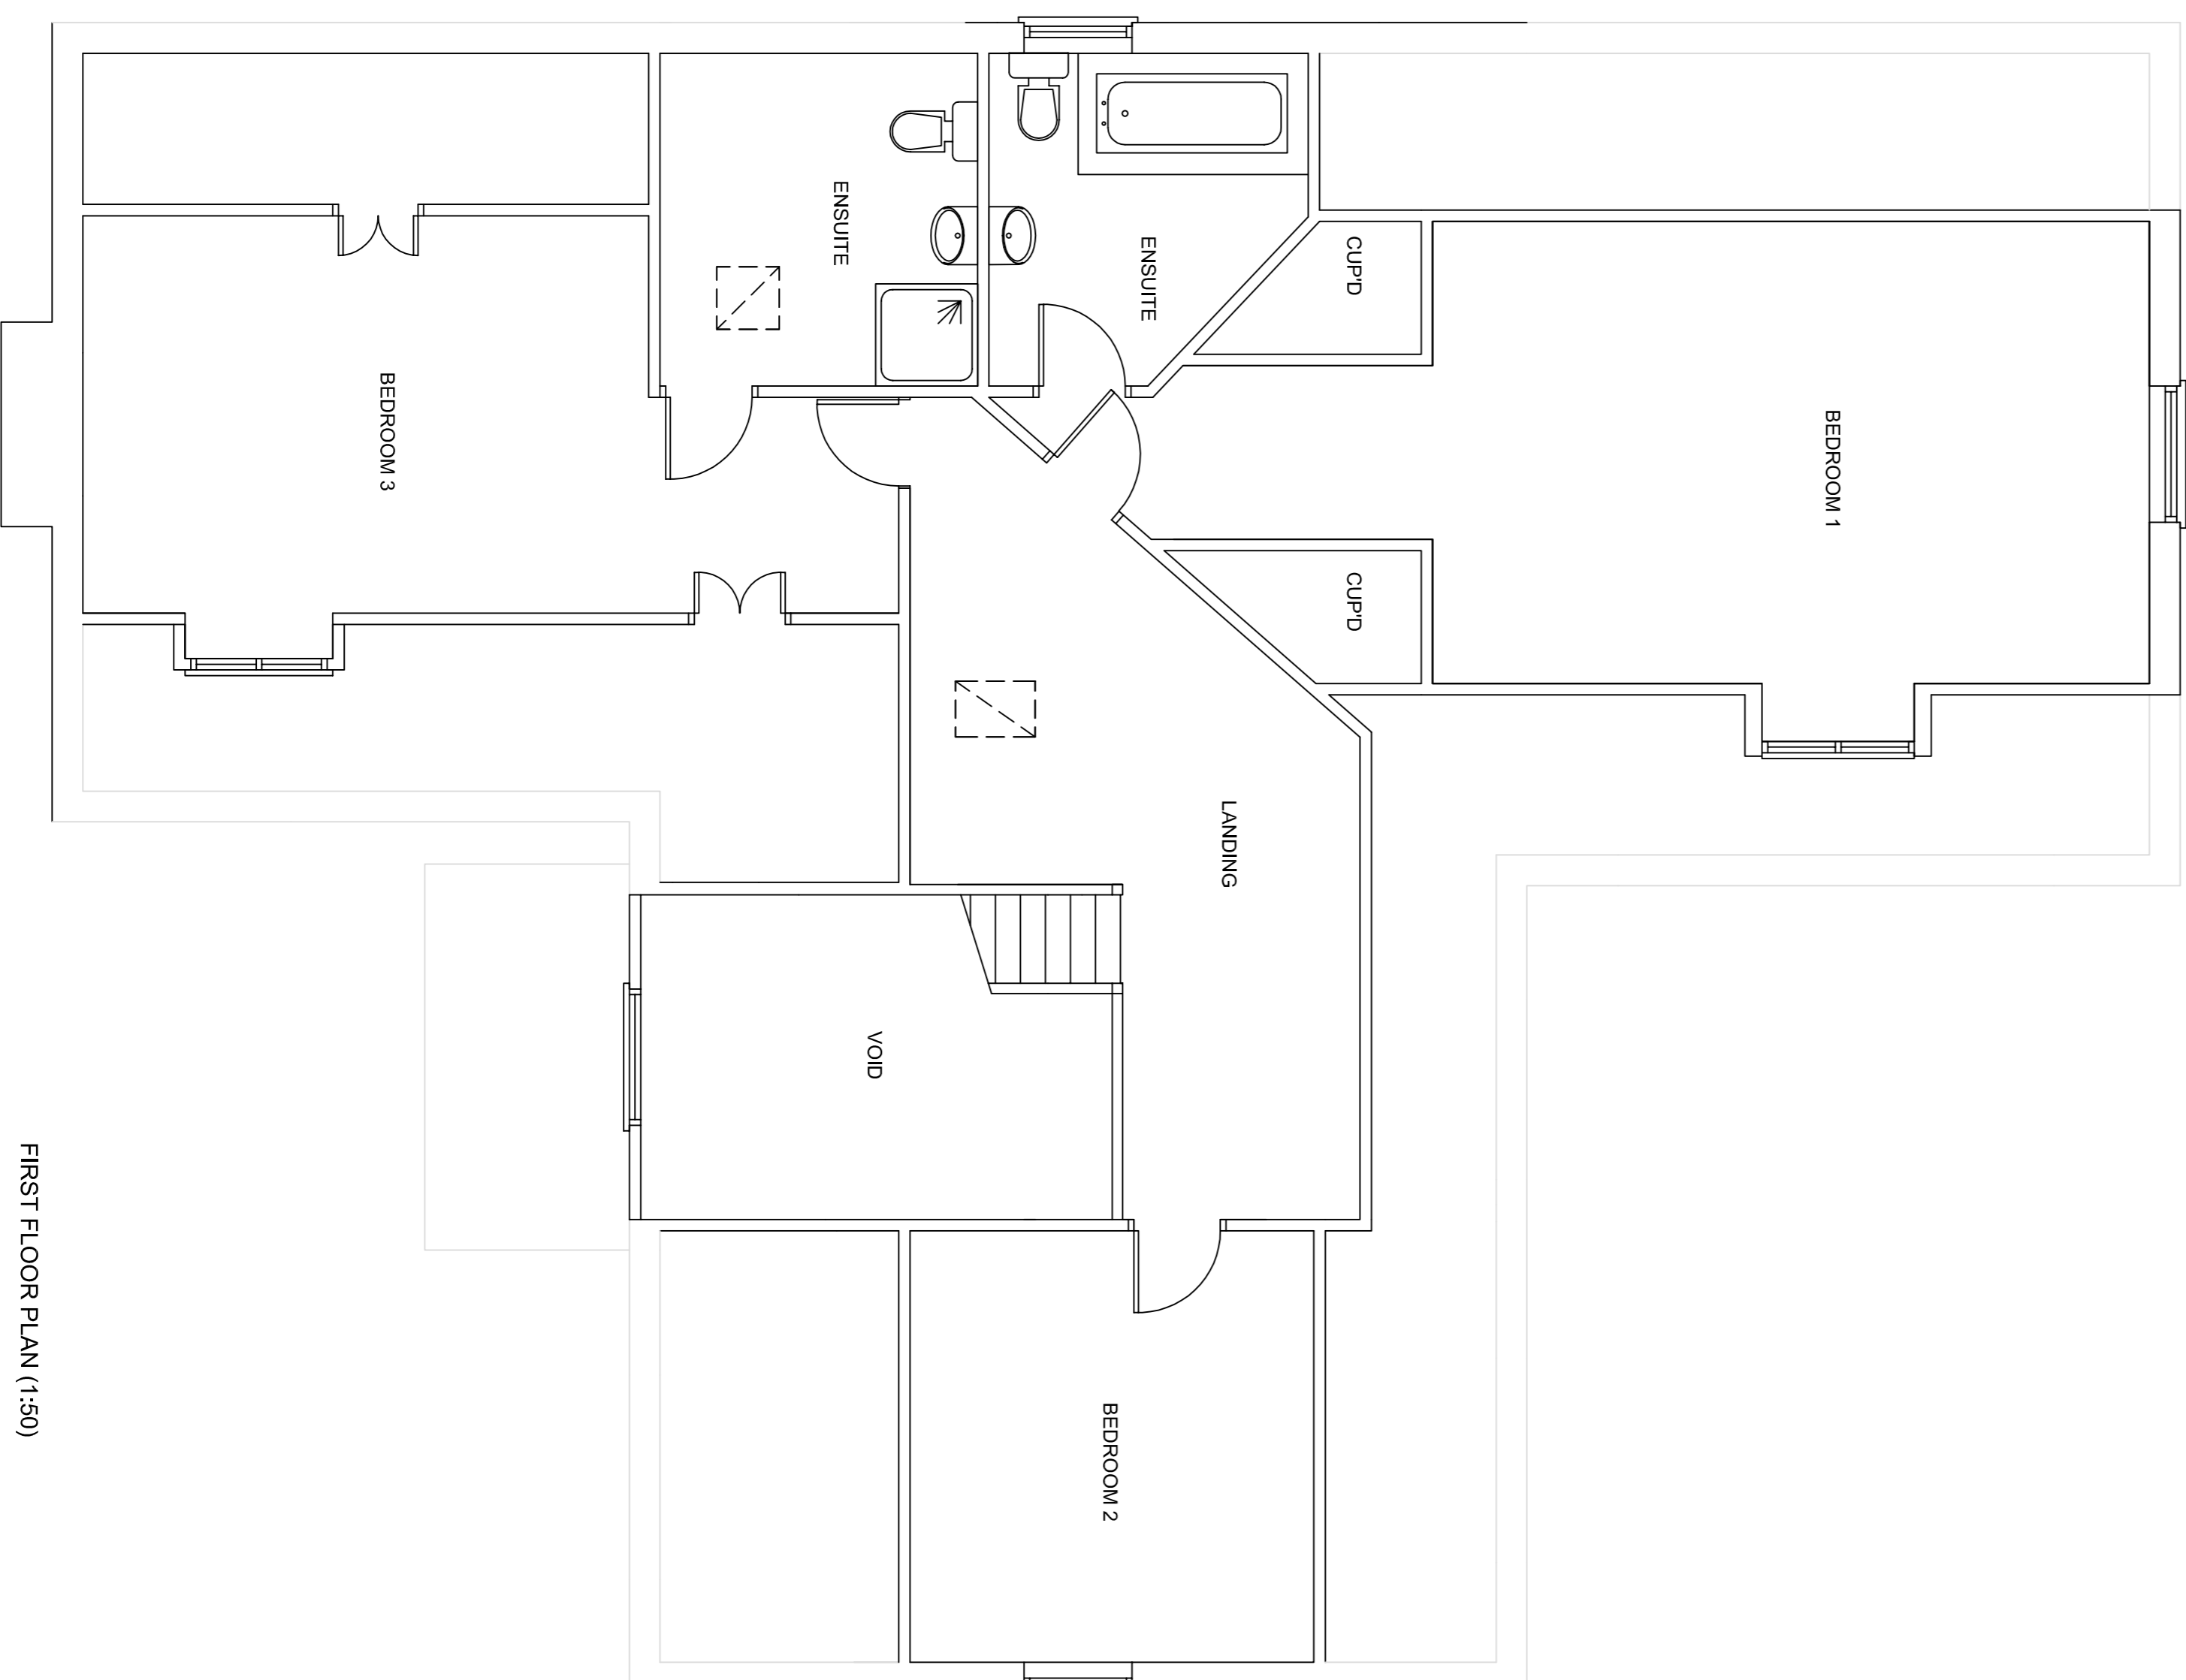 ENSUITE
ENSUITE
CUP'D
BEDROOM 3
BEDROOM 1
CUP'D
LANDING
VOID
BEDROOM 2
FIRST FLOOR PLAN (1:50)